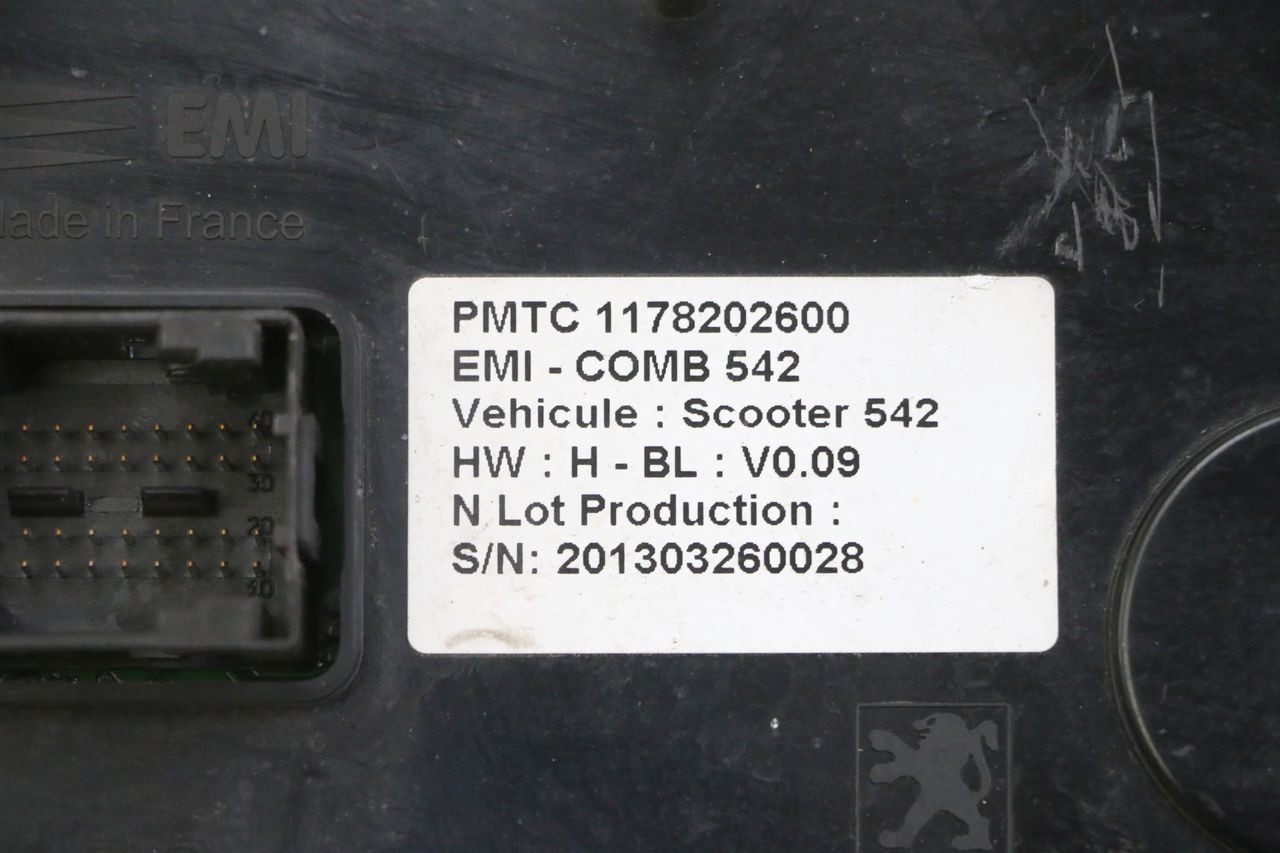 EMI
Made in France
PMTC 1178202600
EMI - COMB 542
Vehicule : Scooter 542
HW : H - BL : V0.09
N Lot Production :
S/N: 201303260028
40
30
20
10